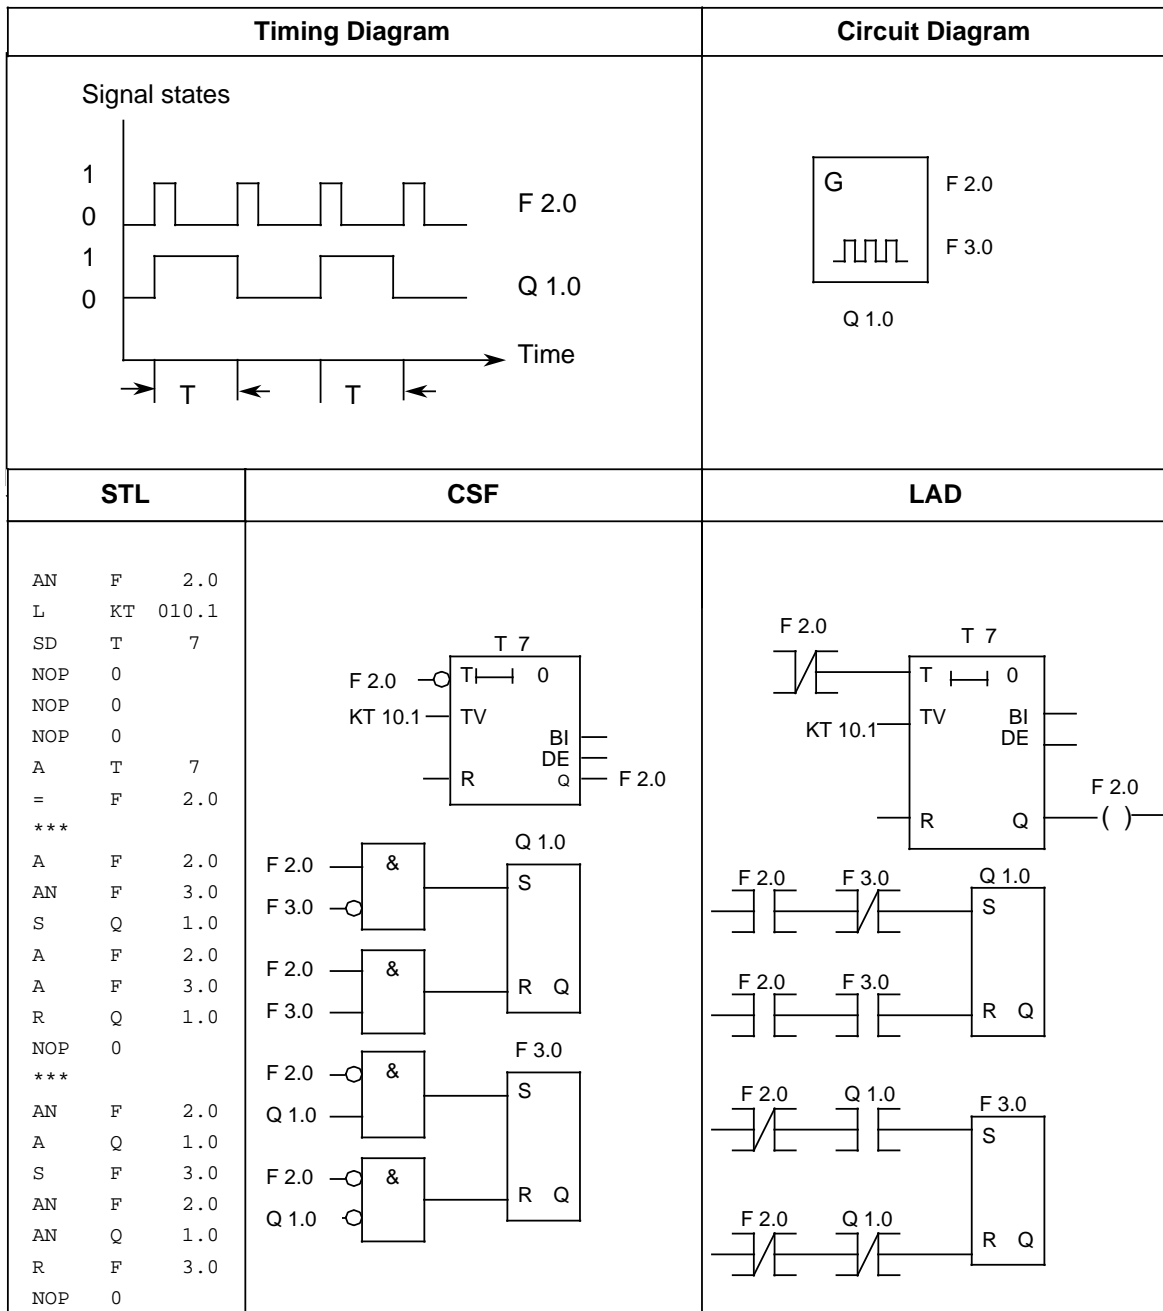 Timing Diagram
Circuit Diagram
Signal states
1
0
F 2.0
1
0
Q 1.0
Time
T
T
G
F 2.0
F 3.0
Q 1.0
STL
CSF
LAD
AN F 2.0
L KT 010.1
SD T 7
NOP 0
NOP 0
NOP 0
A T 7
= F 2.0
***
A F 2.0
AN F 3.0
S Q 1.0
A F 2.0
A F 3.0
R Q 1.0
NOP 0
***
AN F 2.0
A Q 1.0
S F 3.0
AN F 2.0
AN Q 1.0
R F 3.0
NOP 0
T 7
F 2.0 T 0
KT 10.1 TV
BI
DE
R Q F 2.0
Q 1.0
F 2.0 & S
F 3.0
F 2.0 & R Q
F 3.0
F 3.0
F 2.0 & S
Q 1.0
F 2.0 & R Q
Q 1.0
F 2.0
T 7
T 0
KT 10.1 TV BI
DE
F 2.0
R Q ( )
F 2.0 F 3.0 Q 1.0
S
F 2.0 F 3.0
R Q
F 2.0 Q 1.0 F 3.0
S
F 2.0 Q 1.0
R Q